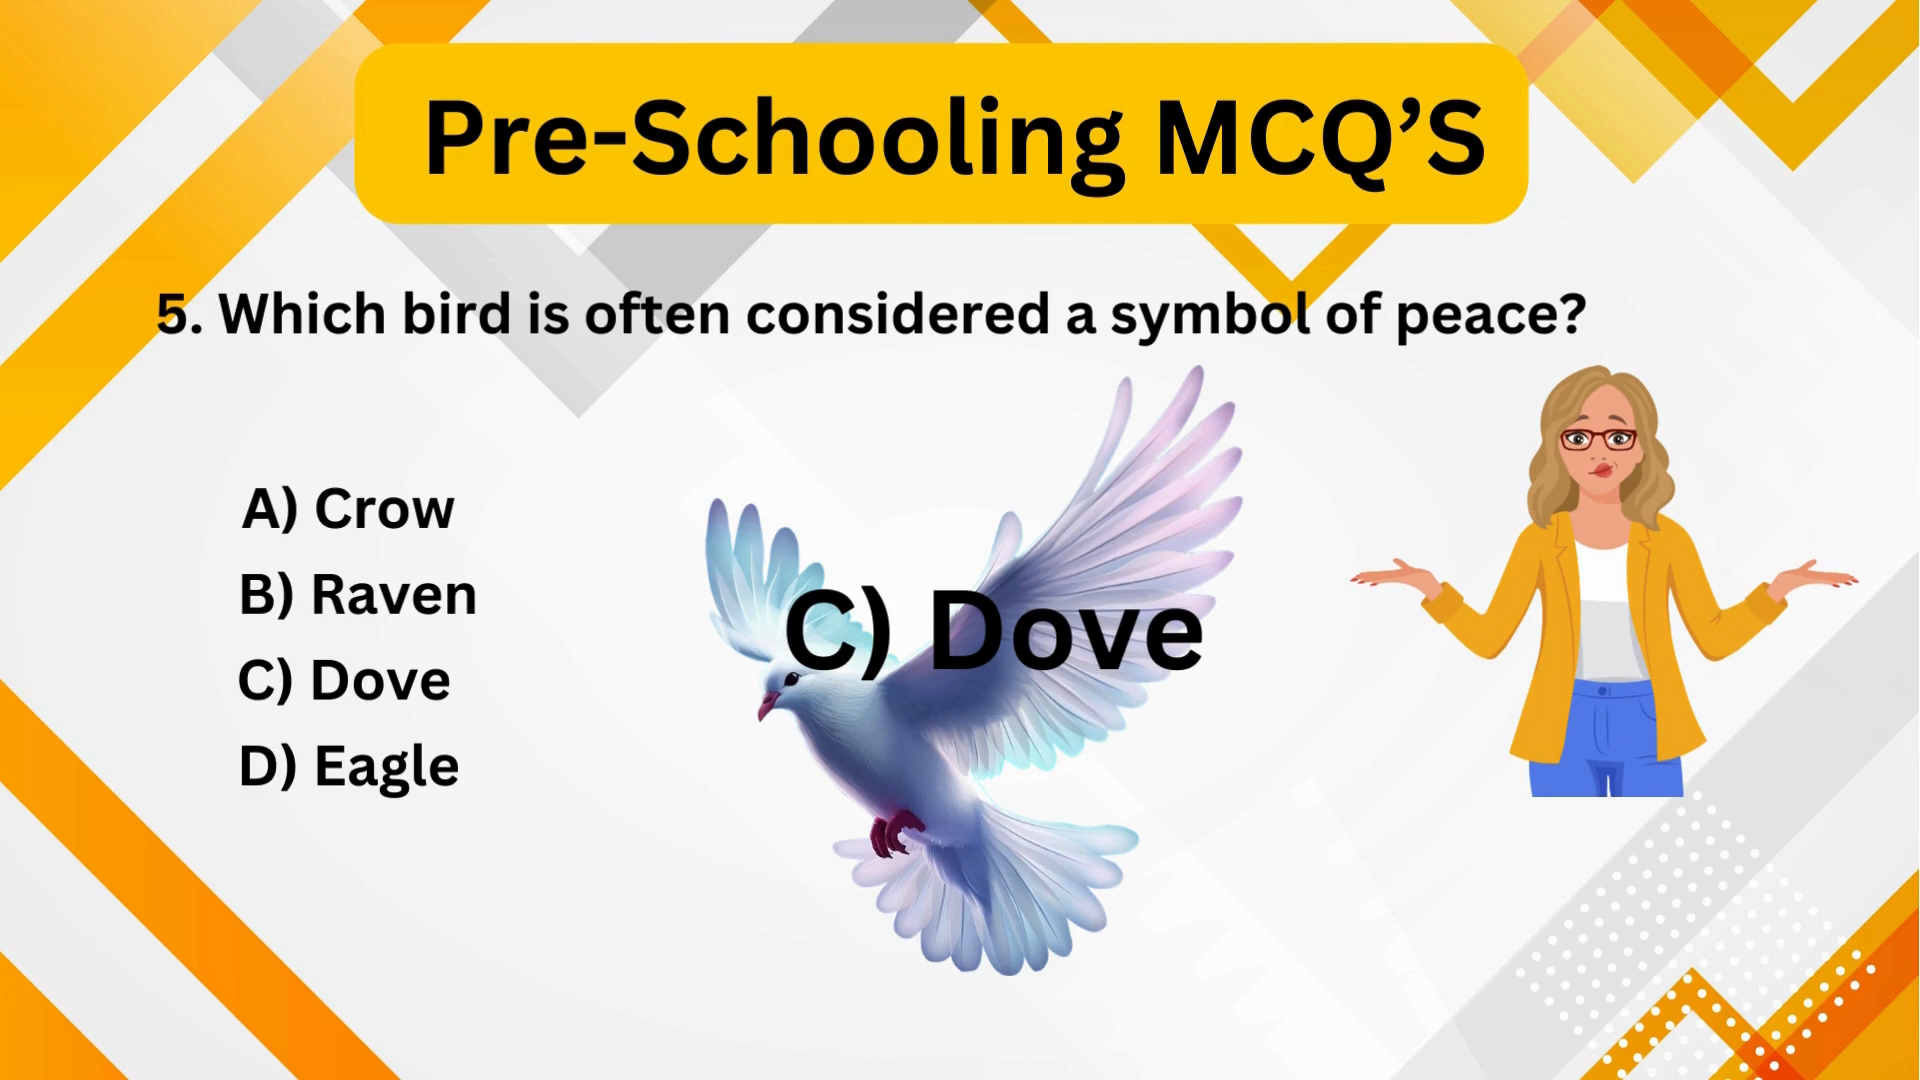 Pre-Schooling MCQ’S
5. Which bird is often considered a symbol of peace?
A) Crow
B) Raven
C) Dove
D) Eagle
C) Dove